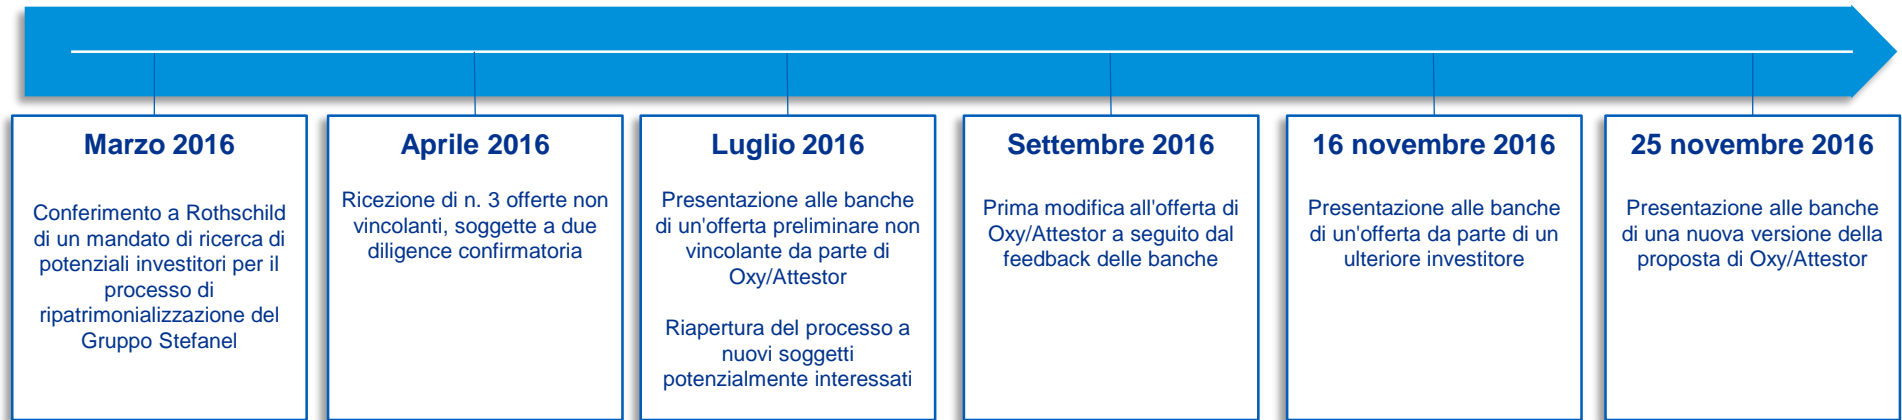 Marzo 2016
Conferimento a Rothschild
di un mandato di ricerca di
potenziali investitori per il
processo di
ripatrimonializzazione del
Gruppo Stefanel
Aprile 2016
Ricezione di n. 3 offerte non
vincolanti, soggette a due
diligence confirmatoria
Luglio 2016
Presentazione alle banche
di un'offerta preliminare non
vincolante da parte di
Oxy/Attestor
Riapertura del processo a
nuovi soggetti
potenzialmente interessati
Settembre 2016
Prima modifica all'offerta di
Oxy/Attestor a seguito dal
feedback delle banche
16 novembre 2016
Presentazione alle banche
di un'offerta da parte di un
ulteriore investitore
25 novembre 2016
Presentazione alle banche
di una nuova versione della
proposta di Oxy/Attestor